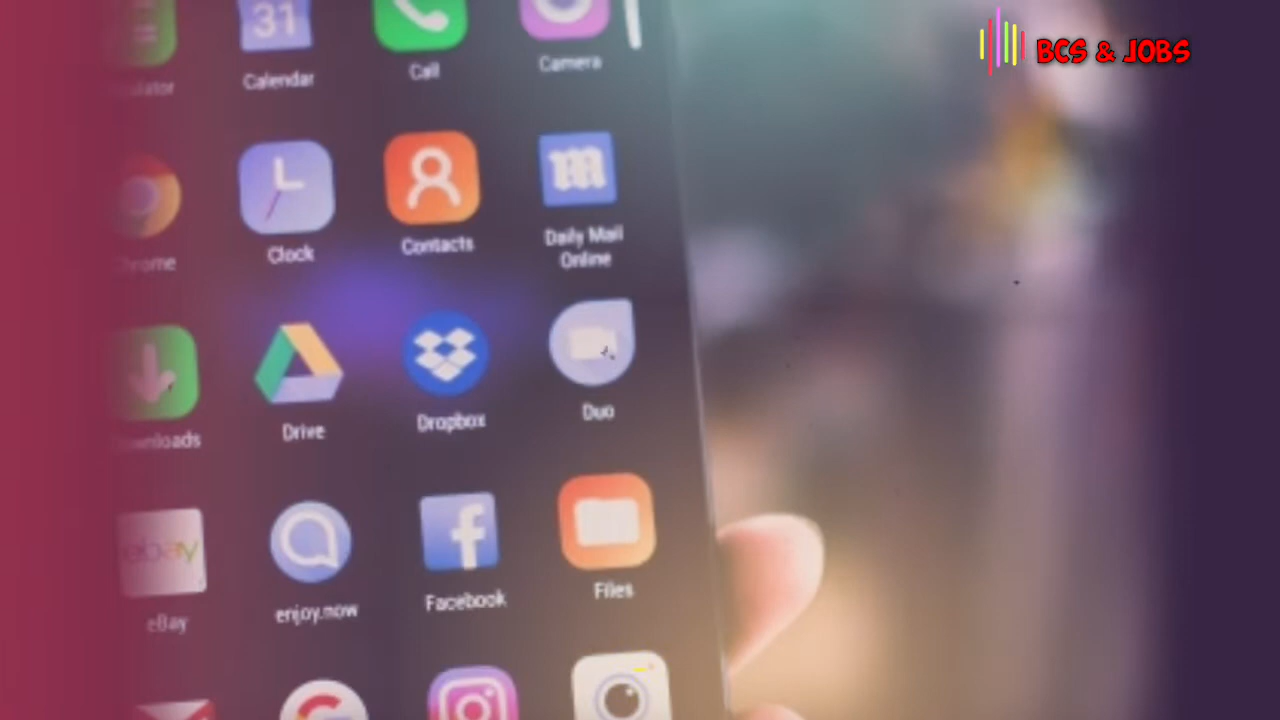 BCS & JOBS
31
Calendar
Call
Camera
Clock
Contacts
Daily Mail
Online
Drive
Dropbox
Duo
ebay
eBay
enjoy.now
Facebook
Files